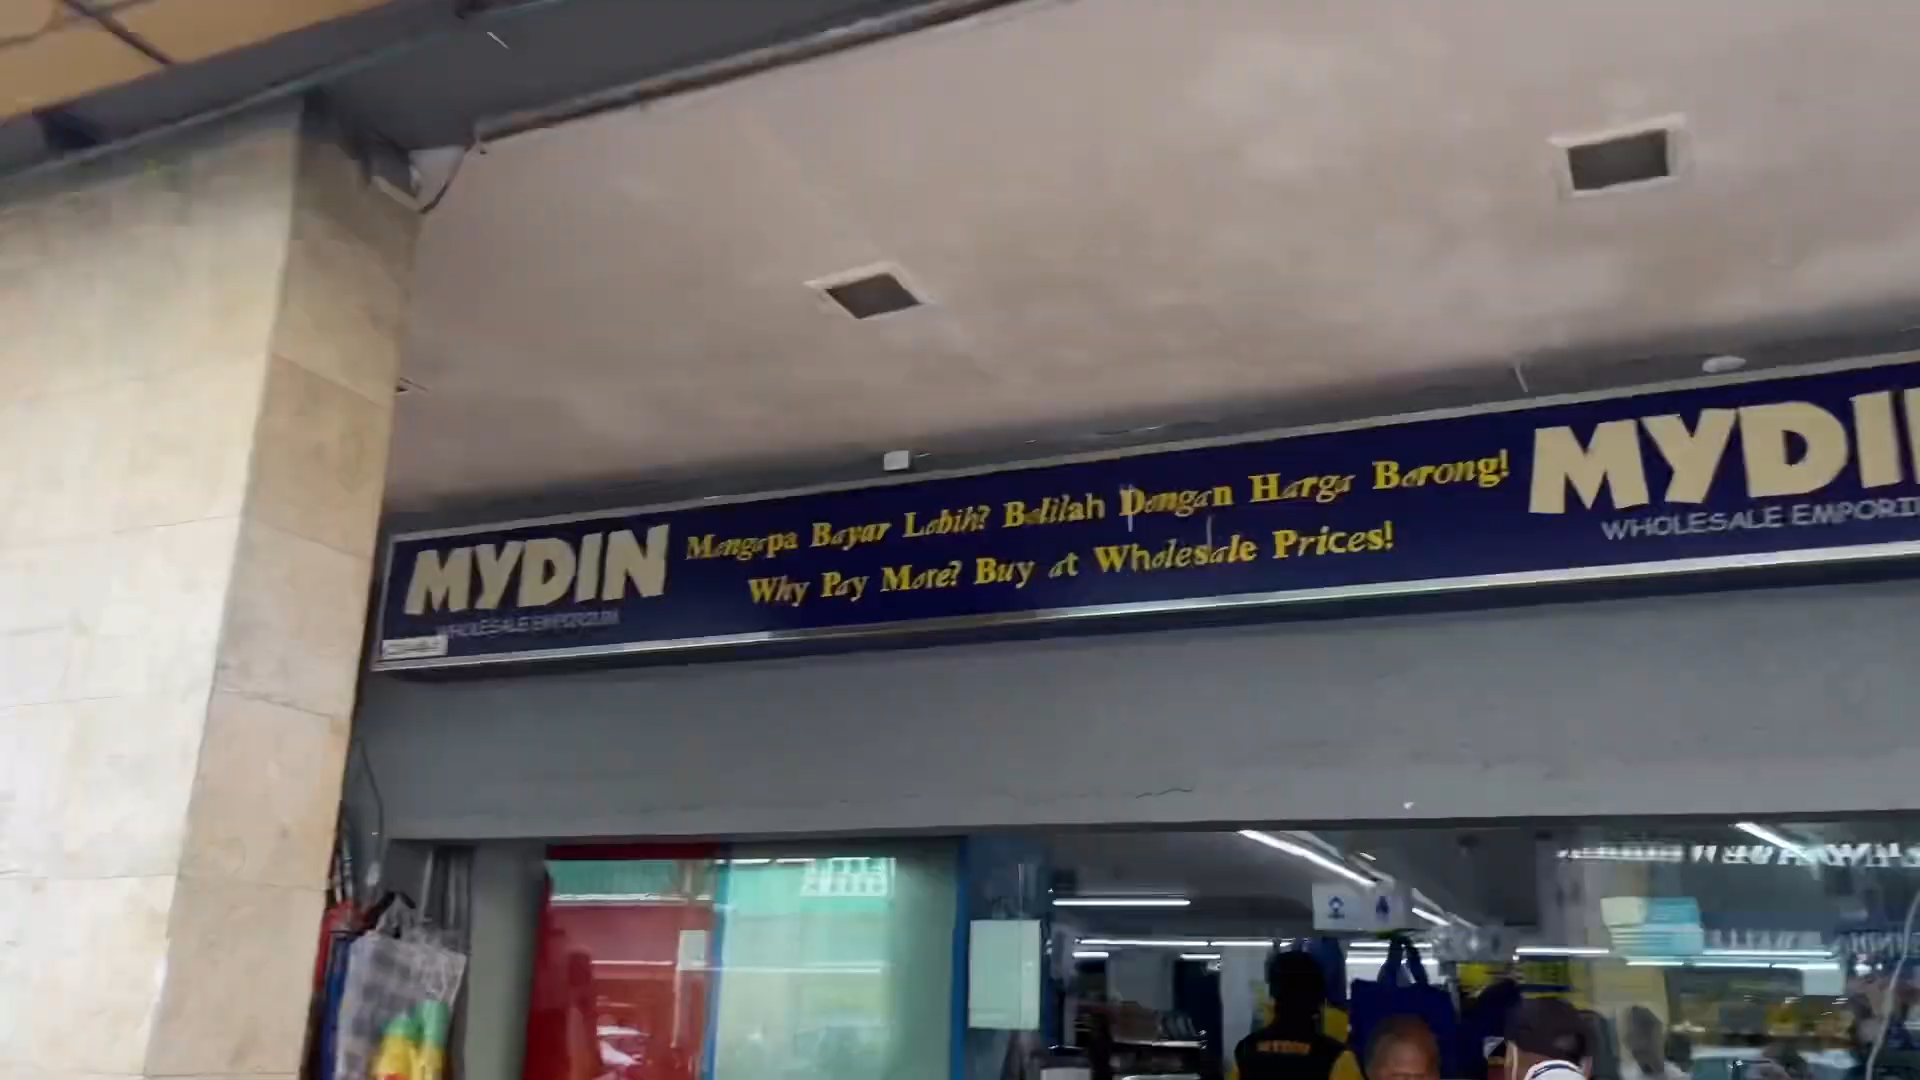 MYDIN
WHOLESALE EMPORIUM
Mengapa Bayar Lebih? Belilah Dengan Harga Borong!
Why Pay More? Buy at Wholesale Prices!
MYDI
WHOLESALE EMPORI
MYDIN